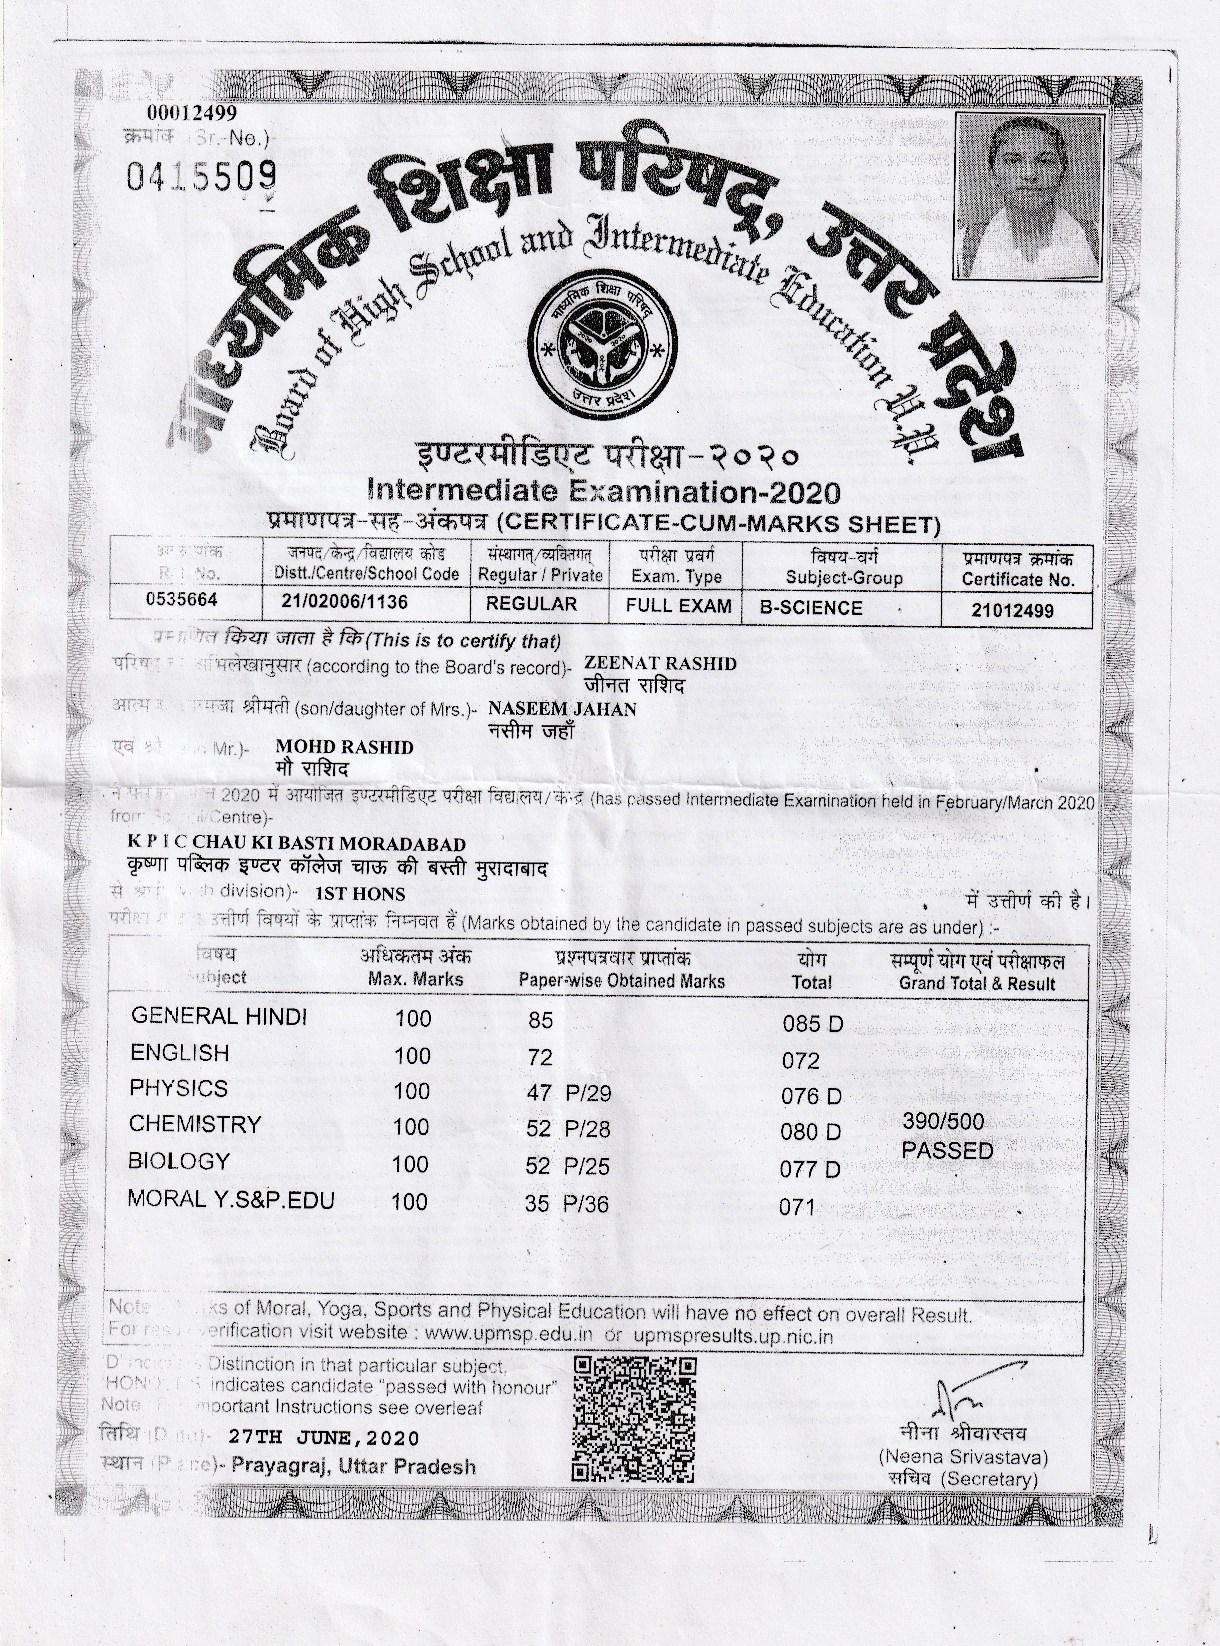 00012499
क्रमांक Sr. No.)-
0415509
माध्यमिक शिक्षा परिषद्, उत्तर प्रदेश
Board of High School and Intermediate Education U.P.
माध्यमिक शिक्षा परिषद्
उत्तर प्रदेश
इण्टरमीडिएट परीक्षा-२०२०
Intermediate Examination-2020
प्रमाणपत्र-सह-अंकपत्र (CERTIFICATE-CUM-MARKS SHEET)
जनपद/केन्द्र/विद्यालय कोड संस्थागत्/व्यक्तिगत् परीक्षा प्रवर्ग विषय-वर्ग प्रमाणपत्र क्रमांक
No. Distt./Centre/School Code Regular / Private Exam. Type Subject-Group Certificate No.
0535664 21/02006/1136 REGULAR FULL EXAM B-SCIENCE 21012499
किया जाता है कि (This is to certify that)
(according to the Board's record)- ZEENAT RASHID
जीनत राशिद
श्रीमती (son/daughter of Mrs.)- NASEEM JAHAN
नसीम जहाँ
एवं Mr.)- MOHD RASHID
मौ राशिद
2020 में आयोजित इण्टरमीडिएट परीक्षा विद्यालय/केन्द्र (has passed Intermediate Examination held in February/March 2020
from /Centre)-
K P I C CHAU KI BASTI MORADABAD
कृष्णा पब्लिक इण्टर कॉलेज चाऊ की बस्ती मुरादाबाद
से division)- 1ST HONS में उत्तीर्ण की है।
परीक्षा उत्तीर्ण विषयों के प्राप्तांक निम्नवत हैं (Marks obtained by the candidate in passed subjects are as under) :-
विषय अधिकतम अंक प्रश्नपत्रवार प्राप्तांक योग सम्पूर्ण योग एवं परीक्षाफल
Subject Max. Marks Paper-wise Obtained Marks Total Grand Total & Result
GENERAL HINDI 100 85 085 D
ENGLISH 100 72 072
PHYSICS 100 47 P/29 076 D
CHEMISTRY 100 52 P/28 080 D 390/500
PASSED
BIOLOGY 100 52 P/25 077 D
MORAL Y.S&P.EDU 100 35 P/36 071
Note ks of Moral, Yoga, Sports and Physical Education will have no effect on overall Result.
For verification visit website : www.upmsp.edu.in or upmspresults.up.nic.in
Distinction in that particular subject,
indicates candidate "passed with honour"
Note Important Instructions see overleaf
तिथि - 27TH JUNE,2020
स्थान - Prayagraj, Uttar Pradesh
नीना श्रीवास्तव
(Neena Srivastava)
सचिव (Secretary)